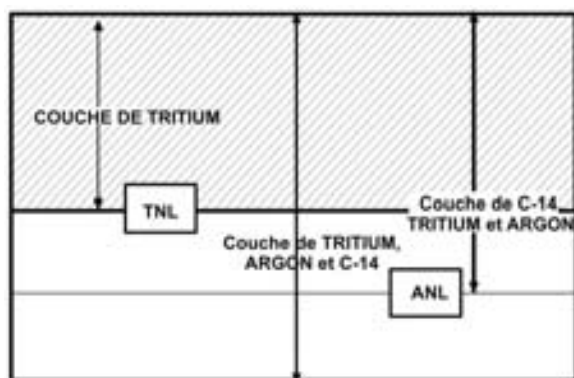 COUCHE DE TRITIUM
TNL
Couche de C-14,
TRITIUM et ARGON
Couche de TRITIUM,
ARGON et C-14
ANL